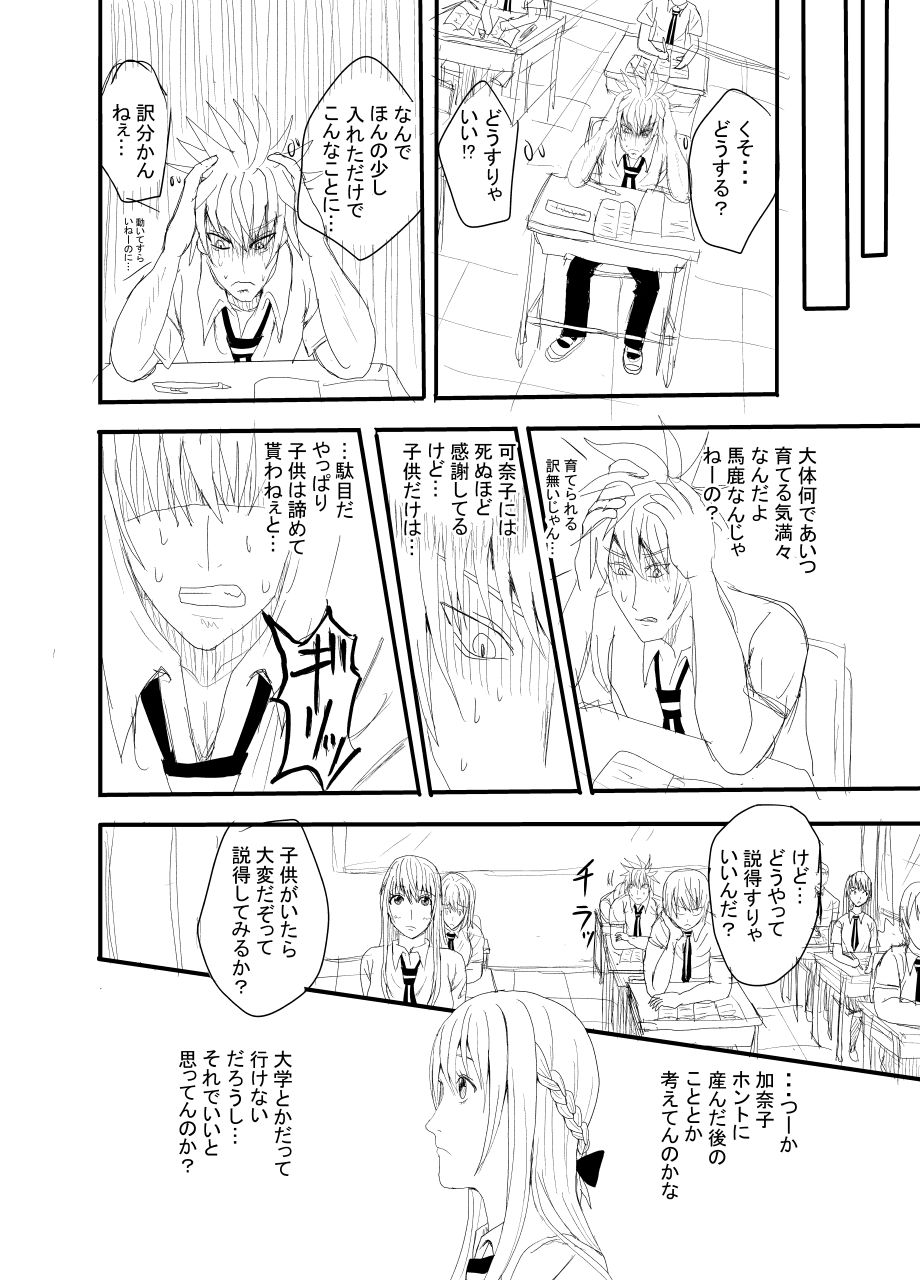 くそ・・・
どうする？
どうすりゃ
いい!?
なんで
ほんの少し
入れただけで
こんなことに…
訳分かん
ねぇ…
動いてすら
いねーのに…
大体何であいつ
育てる気満々
なんだよ
馬鹿なんじゃ
ねーの？
育てられる
訳無いじゃん…
可奈子には
死ぬほど
感謝してる
けど…
子供だけは…
…駄目だ
やっぱり
子供は諦めて
貰わねぇと…
ギリッ
けど…
どうやって
説得すりゃ
いいんだ？
チラッ
子供がいたら
大変だぞって
説得してみるか？
・・つーか
加奈子
ホントに
産んだ後の
こととか
考えてんのかな
大学とかだって
行けない
だろうし…
それでいいと
思ってんのか？